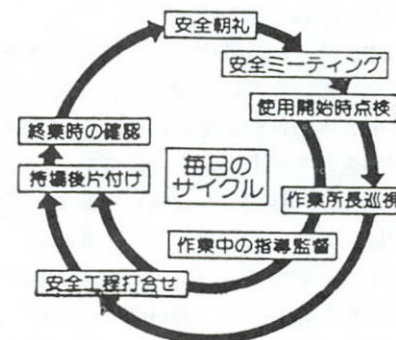 安全朝礼
安全ミーティング
使用開始時点検
作業所長巡視
作業中の指導監督
安全工程打合せ
持場後片付け
終業時の確認
毎日の
サイクル